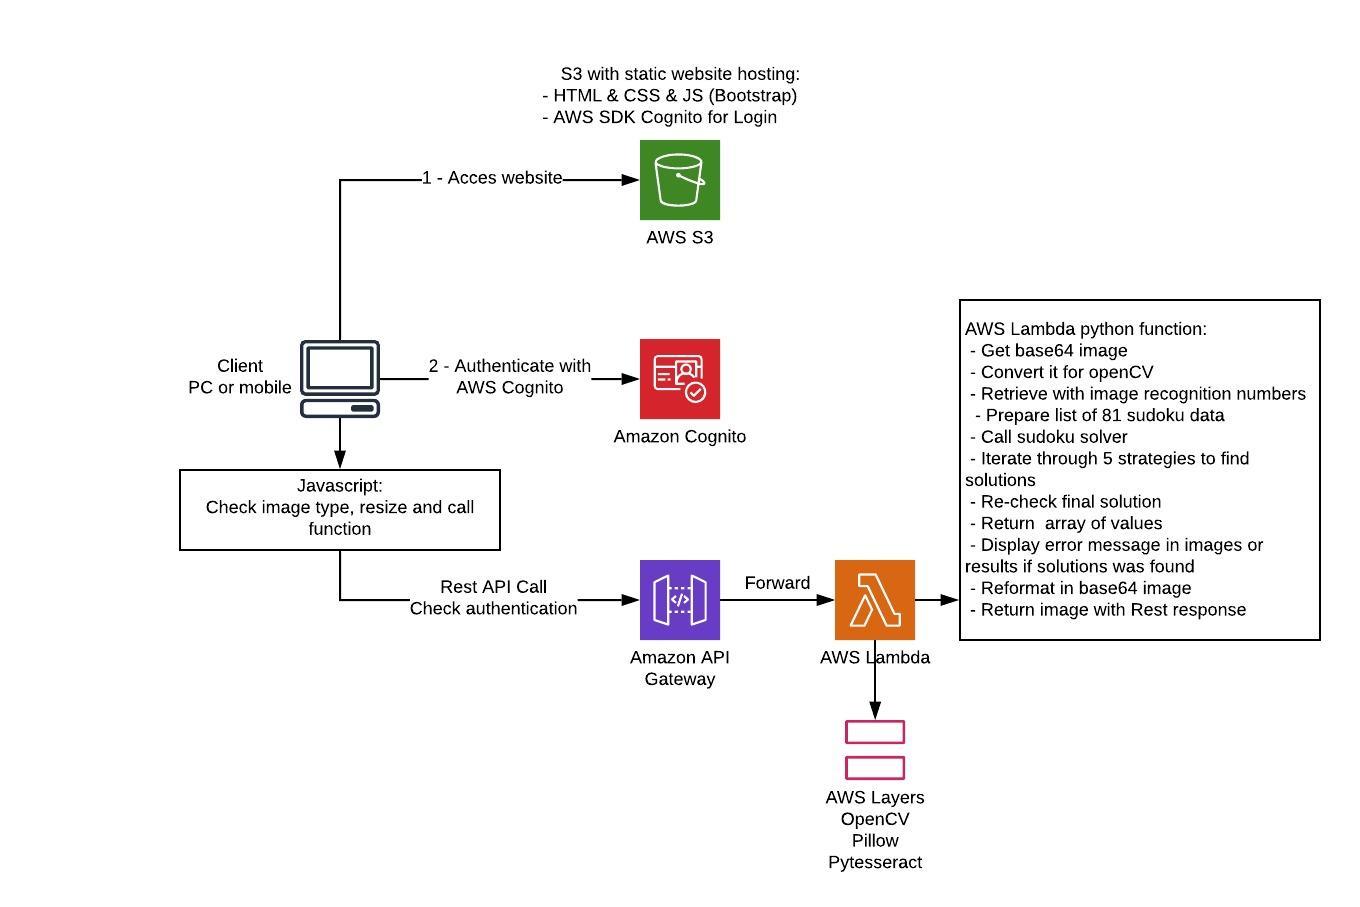 S3 with static website hosting:
- HTML & CSS & JS (Bootstrap)
- AWS SDK Cognito for Login
1 - Acces website
AWS S3
Client
PC or mobile
2 - Authenticate with
AWS Cognito
Amazon Cognito
Javascript:
Check image type, resize and call
function
Rest API Call
Check authentication
Amazon API
Gateway
Forward
AWS Lambda
AWS Lambda python function:
- Get base64 image
- Convert it for openCV
- Retrieve with image recognition numbers
- Prepare list of 81 sudoku data
- Call sudoku solver
- Iterate through 5 strategies to find
solutions
- Re-check final solution
- Return  array of values
- Display error message in images or
results if solutions was found
- Reformat in base64 image
- Return image with Rest response
AWS Layers
OpenCV
Pillow
Pytesseract